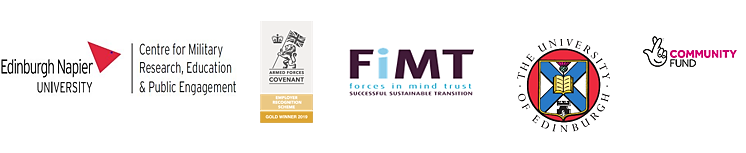 Edinburgh Napier
UNIVERSITY
Centre for Military
Research, Education
& Public Engagement
ARMED FORCES
COVENANT
EMPLOYER
RECOGNITION
SCHEME
GOLD WINNER 2019
FiMT
forces in mind trust
SUCCESSFUL SUSTAINABLE TRANSITION
THE UNIVERSITY
OF EDINBURGH
COMMUNITY
FUND